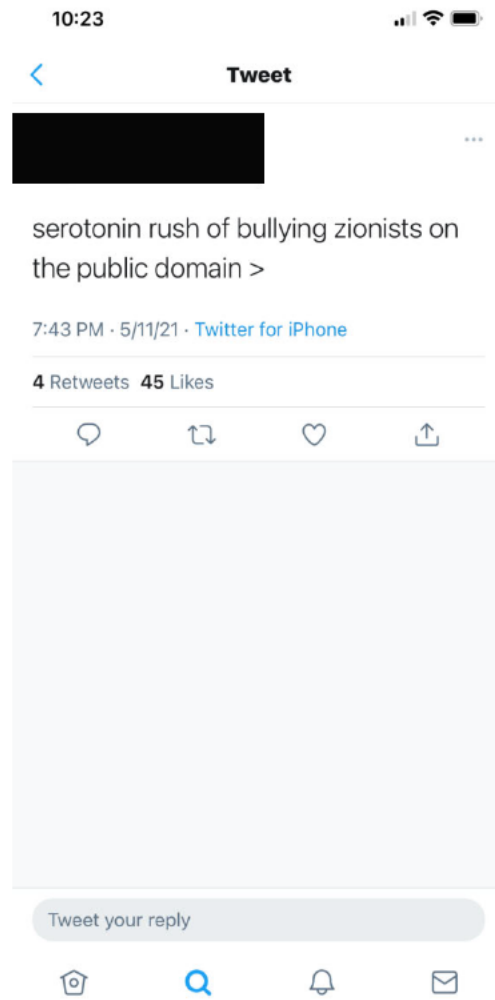 10:23
Tweet
serotonin rush of bullying zionists on
the public domain >
7:43 PM · 5/11/21 · Twitter for iPhone
4 Retweets 45 Likes
Tweet your reply